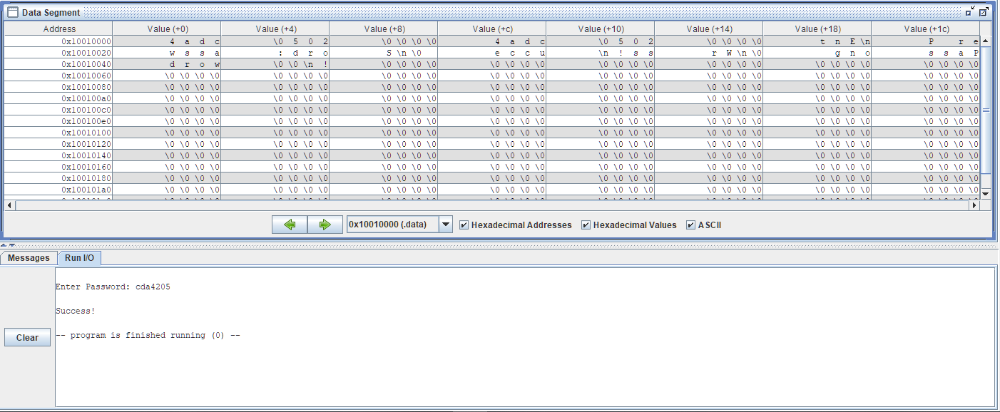 Data Segment
Address Value (+0) Value (+4) Value (+8) Value (+c) Value (+10) Value (+14) Value (+18) Value (+1c)
0x10010000 4 a d c \0 5 0 2 \0 \0 \0 \0 4 a d c \0 5 0 2 \0 \0 \0 \0 t n E \n P r e
0x10010020 w s s a : d r o S \n \0 e c c u \n ! s s r W \n \0 g n o s s a P
0x10010040 d r o w \0 \0 \n ! \0 \0 \0 \0 \0 \0 \0 \0 \0 \0 \0 \0 \0 \0 \0 \0 \0 \0 \0 \0 \0 \0 \0 \0
0x10010060 \0 \0 \0 \0 \0 \0 \0 \0 \0 \0 \0 \0 \0 \0 \0 \0 \0 \0 \0 \0 \0 \0 \0 \0 \0 \0 \0 \0 \0 \0 \0 \0
0x10010080 \0 \0 \0 \0 \0 \0 \0 \0 \0 \0 \0 \0 \0 \0 \0 \0 \0 \0 \0 \0 \0 \0 \0 \0 \0 \0 \0 \0 \0 \0 \0 \0
0x100100a0 \0 \0 \0 \0 \0 \0 \0 \0 \0 \0 \0 \0 \0 \0 \0 \0 \0 \0 \0 \0 \0 \0 \0 \0 \0 \0 \0 \0 \0 \0 \0 \0
0x100100c0 \0 \0 \0 \0 \0 \0 \0 \0 \0 \0 \0 \0 \0 \0 \0 \0 \0 \0 \0 \0 \0 \0 \0 \0 \0 \0 \0 \0 \0 \0 \0 \0
0x100100e0 \0 \0 \0 \0 \0 \0 \0 \0 \0 \0 \0 \0 \0 \0 \0 \0 \0 \0 \0 \0 \0 \0 \0 \0 \0 \0 \0 \0 \0 \0 \0 \0
0x10010100 \0 \0 \0 \0 \0 \0 \0 \0 \0 \0 \0 \0 \0 \0 \0 \0 \0 \0 \0 \0 \0 \0 \0 \0 \0 \0 \0 \0 \0 \0 \0 \0
0x10010120 \0 \0 \0 \0 \0 \0 \0 \0 \0 \0 \0 \0 \0 \0 \0 \0 \0 \0 \0 \0 \0 \0 \0 \0 \0 \0 \0 \0 \0 \0 \0 \0
0x10010140 \0 \0 \0 \0 \0 \0 \0 \0 \0 \0 \0 \0 \0 \0 \0 \0 \0 \0 \0 \0 \0 \0 \0 \0 \0 \0 \0 \0 \0 \0 \0 \0
0x10010160 \0 \0 \0 \0 \0 \0 \0 \0 \0 \0 \0 \0 \0 \0 \0 \0 \0 \0 \0 \0 \0 \0 \0 \0 \0 \0 \0 \0 \0 \0 \0 \0
0x10010180 \0 \0 \0 \0 \0 \0 \0 \0 \0 \0 \0 \0 \0 \0 \0 \0 \0 \0 \0 \0 \0 \0 \0 \0 \0 \0 \0 \0 \0 \0 \0 \0
0x100101a0 \0 \0 \0 \0 \0 \0 \0 \0 \0 \0 \0 \0 \0 \0 \0 \0 \0 \0 \0 \0 \0 \0 \0 \0 \0 \0 \0 \0 \0 \0 \0 \0
0x10010000 (.data) Hexadecimal Addresses Hexadecimal Values ASCII
Messages Run I/O
Enter Password: cda4205
Success!
Clear
-- program is finished running (0) --